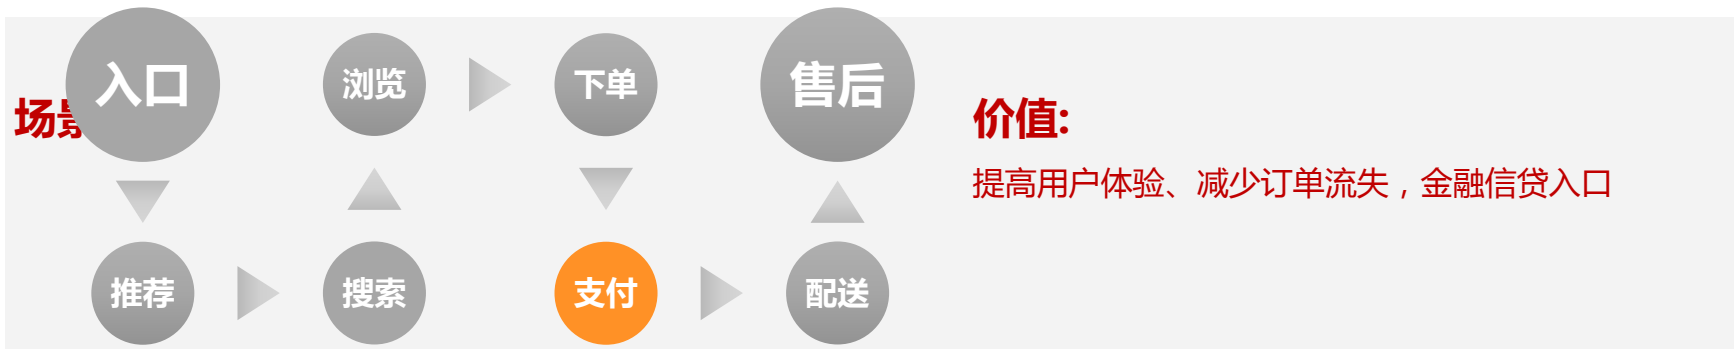 入口
浏览
下单
售后
场
价值:
提高用户体验、减少订单流失，金融信贷入口
推荐
搜索
支付
配送